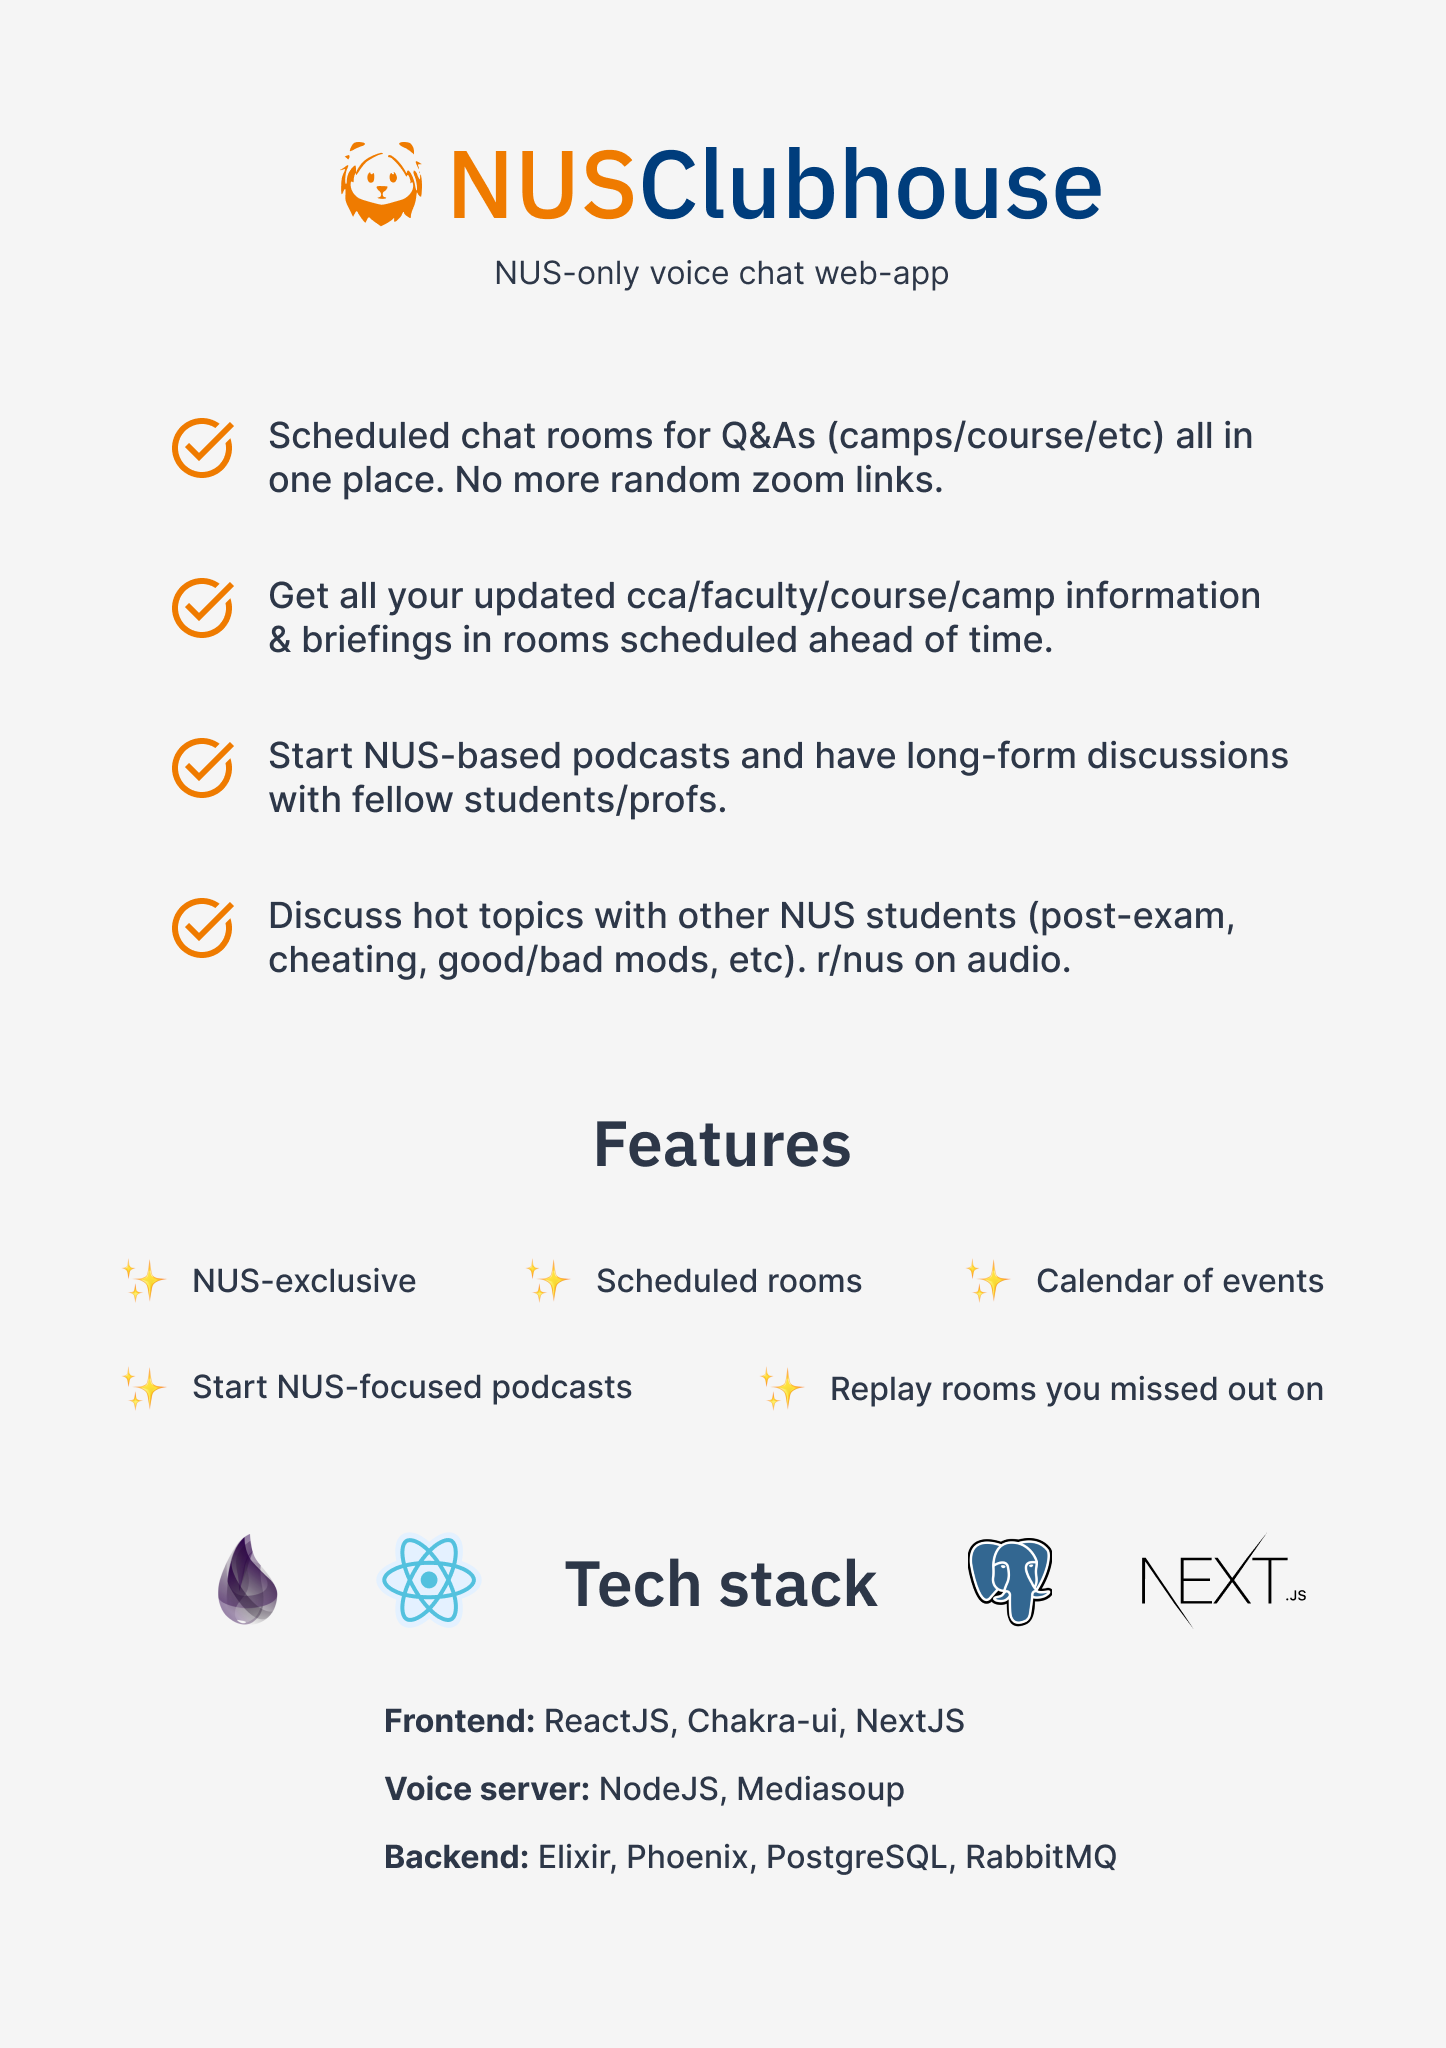 NUSClubhouse
NUS-only voice chat web-app
Scheduled chat rooms for Q&As (camps/course/etc) all in
one place. No more random zoom links.
Get all your updated cca/faculty/course/camp information
& briefings in rooms scheduled ahead of time.
Start NUS-based podcasts and have long-form discussions
with fellow students/profs.
Discuss hot topics with other NUS students (post-exam,
cheating, good/bad mods, etc). r/nus on audio.
Features
NUS-exclusive
Scheduled rooms
Calendar of events
Start NUS-focused podcasts
Replay rooms you missed out on
Tech stack
NEXT.JS
Frontend: ReactJS, Chakra-ui, NextJS
Voice server: NodeJS, Mediasoup
Backend: Elixir, Phoenix, PostgreSQL, RabbitMQ